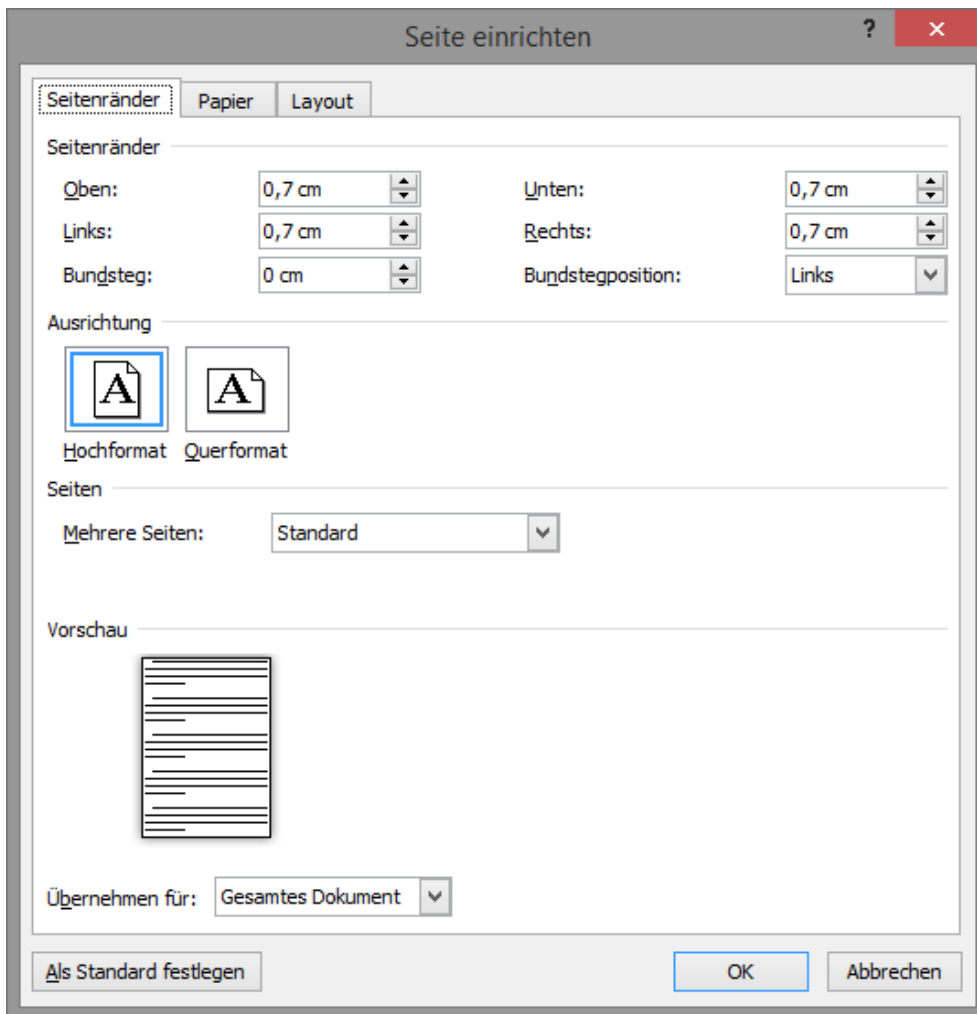 Seite einrichten ?
Seitenränder Papier Layout
Seitenränder
Oben: 0,7 cm Unten: 0,7 cm
Links: 0,7 cm Rechts: 0,7 cm
Bundsteg: 0 cm Bundstegposition: Links
Ausrichtung
A A
Hochformat Querformat
Seiten
Mehrere Seiten: Standard
Vorschau
Übernehmen für: Gesamtes Dokument
Als Standard festlegen OK Abbrechen